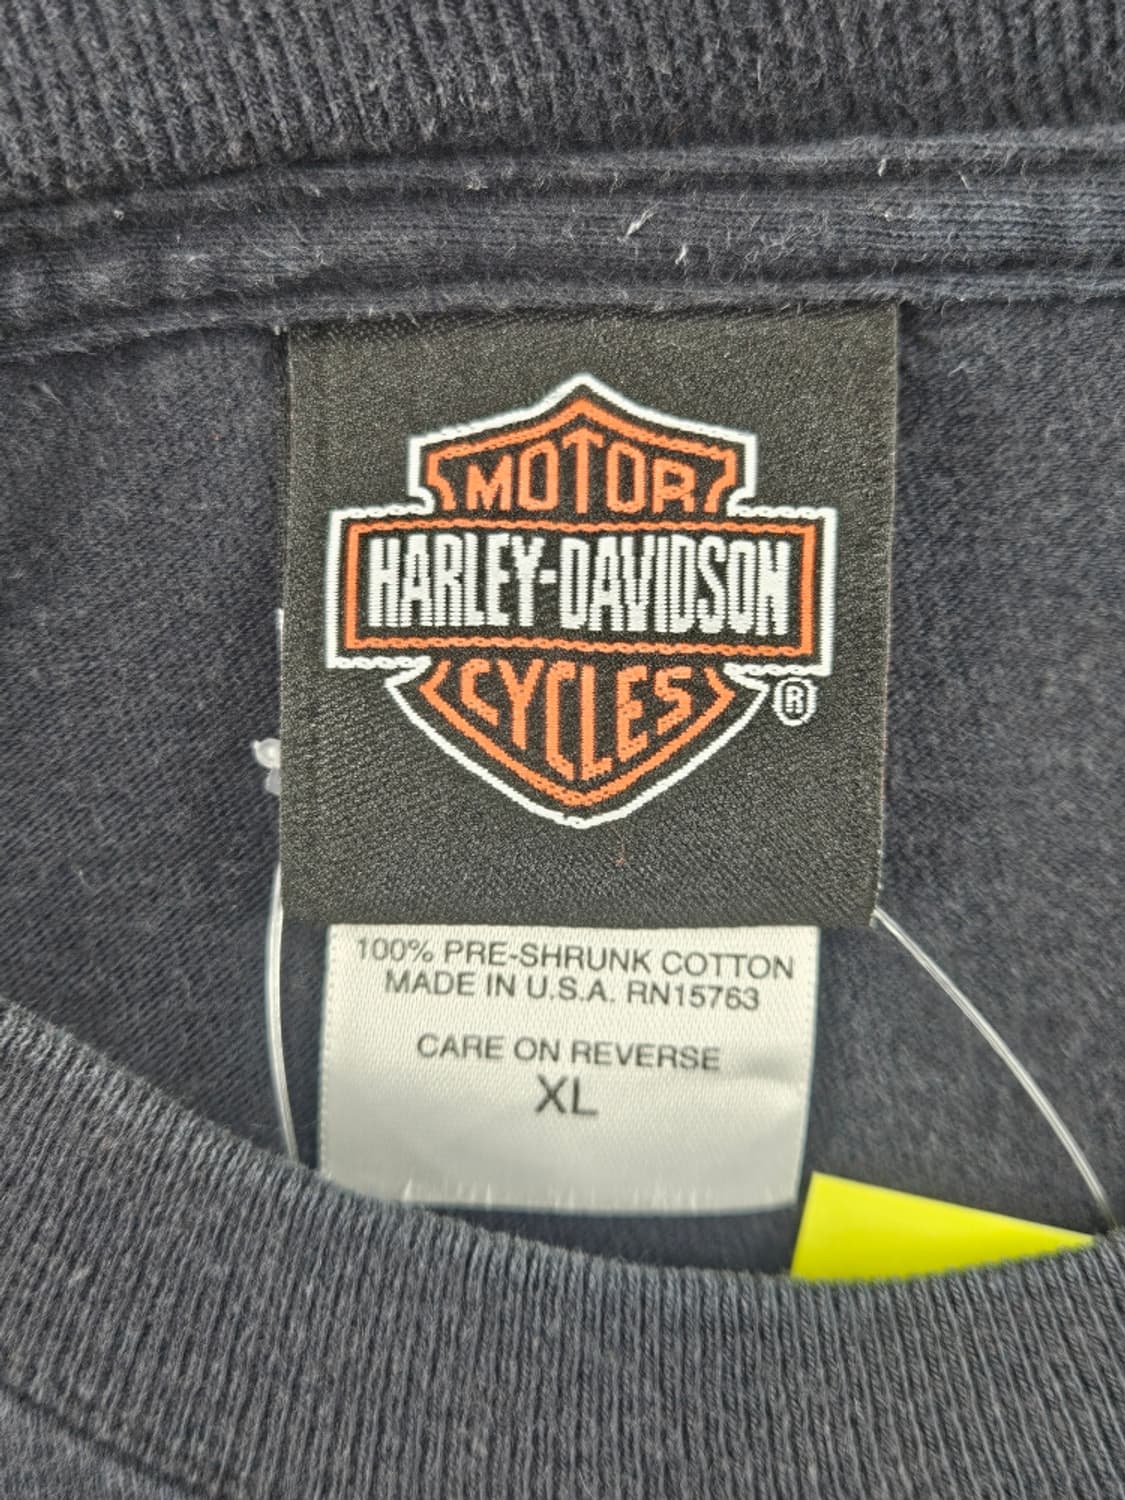 MOTOR
HARLEY-DAVIDSON
CYCLES
®
100% PRE-SHRUNK COTTON
MADE IN U.S.A. RN15763
CARE ON REVERSE
XL